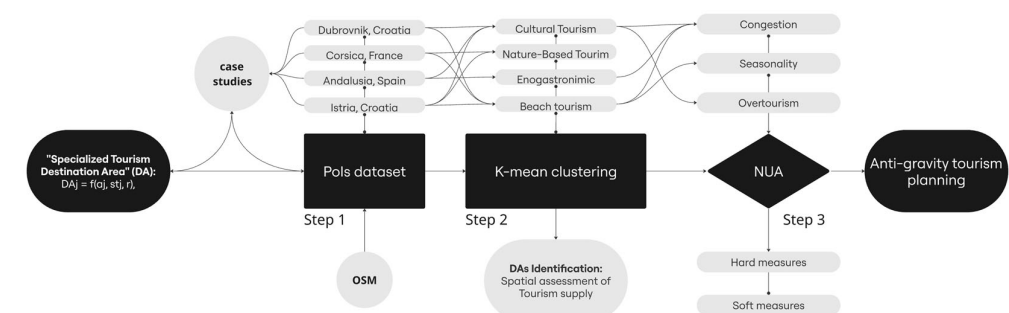 case
studies
Dubrovnik, Croatia
Corsica, France
Andalusia, Spain
Istria, Croatia
Cultural Tourism
Nature-Based Tourim
Enogastronimic
Beach tourism
Congestion
Seasonality
Overtourism
"Specialized Tourism
Destination Area" (DA):
DAj = f(aj, stj, r),
PoIs dataset
K-mean clustering
NUA
Anti-gravity tourism
planning
Step 1
Step 2
Step 3
OSM
DAs Identification:
Spatial assessment of
Tourism supply
Hard measures
Soft measures